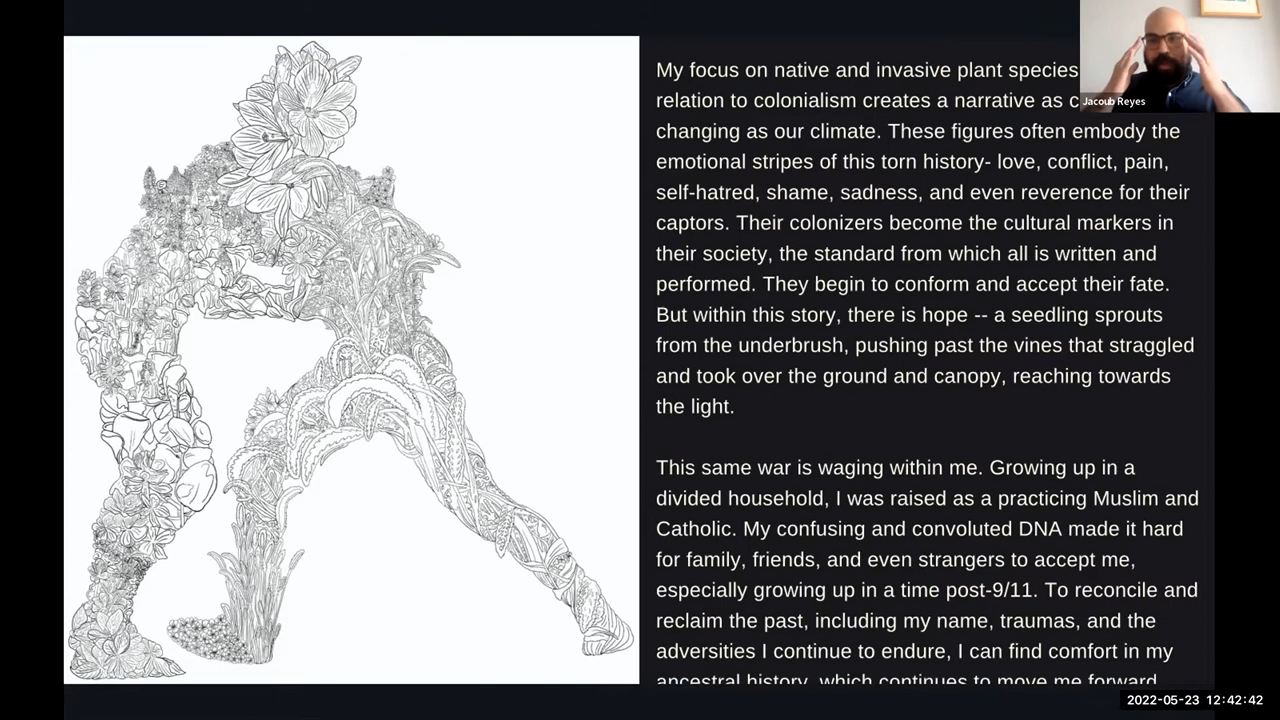 My focus on native and invasive plant species
relation to colonialism creates a narrative as
changing as our climate. These figures often embody the
emotional stripes of this torn history- love, conflict, pain,
self-hatred, shame, sadness, and even reverence for their
captors. Their colonizers become the cultural markers in
their society, the standard from which all is written and
performed. They begin to conform and accept their fate.
But within this story, there is hope -- a seedling sprouts
from the underbrush, pushing past the vines that straggled
and took over the ground and canopy, reaching towards
the light.
This same war is waging within me. Growing up in a
divided household, I was raised as a practicing Muslim and
Catholic. My confusing and convoluted DNA made it hard
for family, friends, and even strangers to accept me,
especially growing up in a time post-9/11. To reconcile and
reclaim the past, including my name, traumas, and the
adversities I continue to endure, I can find comfort in my
ancestral history, which continues to move me forward
Jacoub Reyes
2022-05-23 12:42:42